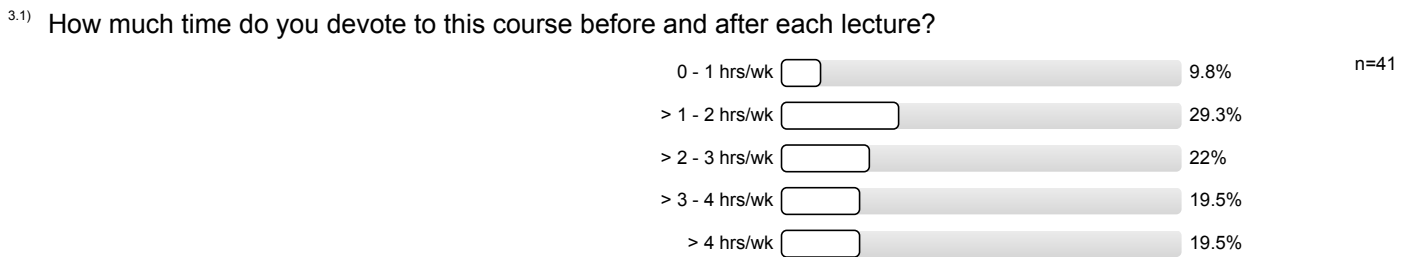 3.1) How much time do you devote to this course before and after each lecture?
0 - 1 hrs/wk 9.8% n=41
> 1 - 2 hrs/wk 29.3%
> 2 - 3 hrs/wk 22%
> 3 - 4 hrs/wk 19.5%
> 4 hrs/wk 19.5%